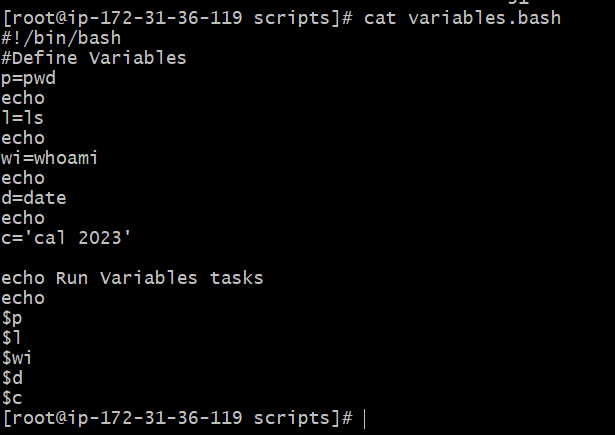 [root@ip-172-31-36-119 scripts]# cat variables.bash
#!/bin/bash
#Define Variables
p=pwd
echo
l=ls
echo
wi=whoami
echo
d=date
echo
c='cal 2023'

echo Run Variables tasks
echo
$p
$l
$wi
$d
$c
[root@ip-172-31-36-119 scripts]#